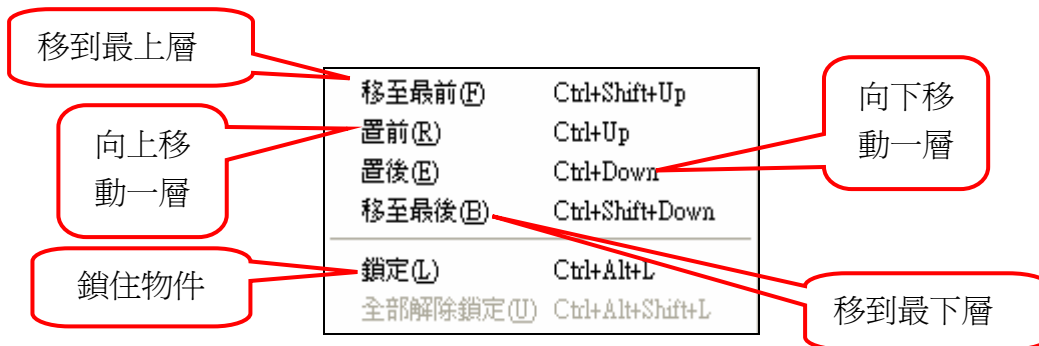 移到最上層
移至最前(F) Ctrl+Shift+Up
置前(R) Ctrl+Up
置後(E) Ctrl+Down
移至最後(B) Ctrl+Shift+Down
鎖定(L) Ctrl+Alt+L
全部解除鎖定(U) Ctrl+Alt+Shift+L
向上移
動一層
鎖住物件
向下移
動一層
移到最下層